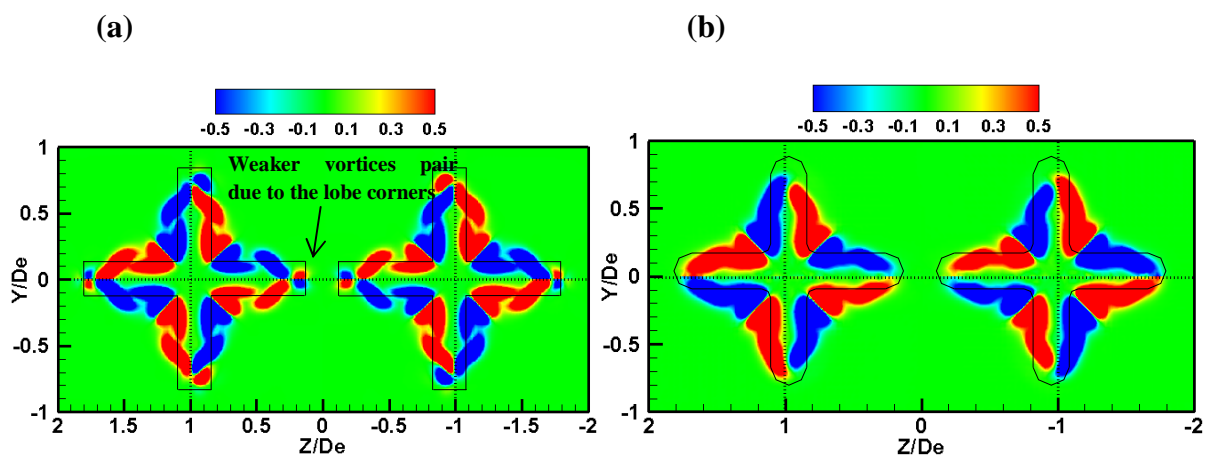 (a)
(b)
-0.5 -0.3 -0.1 0.1 0.3 0.5
-0.5 -0.3 -0.1 0.1 0.3 0.5
Weaker vortices pair
due to the lobe corners
Y/De
1
0.5
0
-0.5
-1
2 1.5 1 0.5 0 -0.5 -1 -1.5 -2
Z/De
Y/De
1
0.5
0
-0.5
-1
2 1 0 -1 -2
Z/De